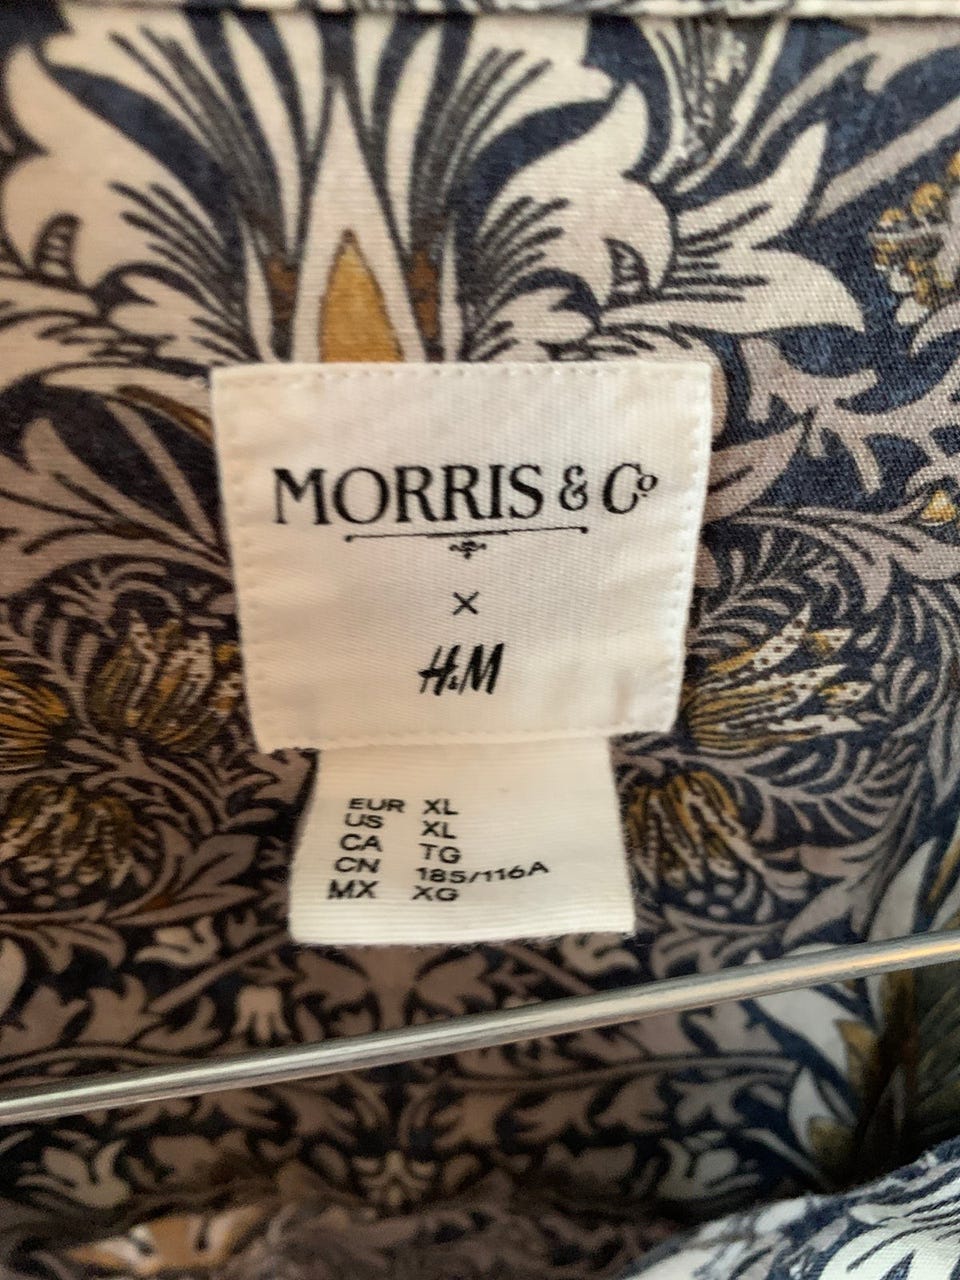 MORRIS & Co
×
H&M
EUR XL
US XL
CA TG
CN 185/116A
MX XG